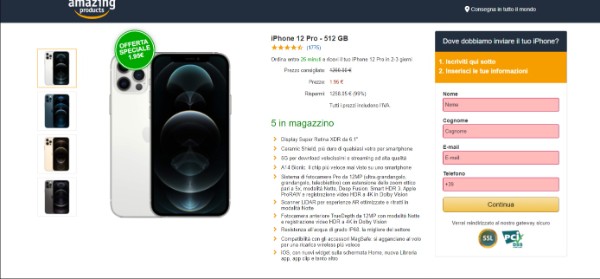 amazing
products
Consegna in tutto il mondo
OFFERTA
SPECIALE
1.95€
iPhone 12 Pro - 512 GB
(1776)
Ordina entro 26 minuti e ricevi il tuo iPhone 12 Pro in 2-3 giorni
Prezzo consigliato:
Prezzo: 1.95 €
Risparmi: (99%)
Tutti i prezzi includono l'IVA.
5 in magazzino
Display Super Retina XDR da 6.1"
Ceramic Shield, più duro di qualsiasi vetro per smartphone
5G per download velocissimi e streaming ad alta qualità
A14 Bionic, il chip più veloce mai visto su uno smartphone
Sistema di fotocamere Pro da 12MP (ultra-grandangolo,
grandangolo, teleobiettivo) con estensione dello zoom ottico
pari a 5x, modalità Notte, Deep Fusion, Smart HDR 3, Apple
ProRAW e registrazione video HDR a 4K in Dolby Vision
Scanner LiDAR per esperienze AR ottimizzate e ritratti in
modalità Notte
Fotocamera anteriore TrueDepth da 12MP con modalità Notte
e registrazione video HDR a 4K in Dolby Vision
Resistenza all'acqua di grado IP68, la migliore del settore
Compatibilità con gli accessori MagSafe: si agganciano al volo
per una ricarica wireless più veloce
iOS, con nuovi widget sulla schermata Home, nuova Libreria
app, app clip e tanto altro
Dove dobbiamo inviare il tuo iPhone?
1. Iscriviti qui sotto
2. Inserisci le tue informazioni
Nome
Nome
Cognome
Cognome
E-mail
E-mail
Telefono
+39
Continua
Verrai reindirizzato al nostro gateway sicuro
SSL
PCI